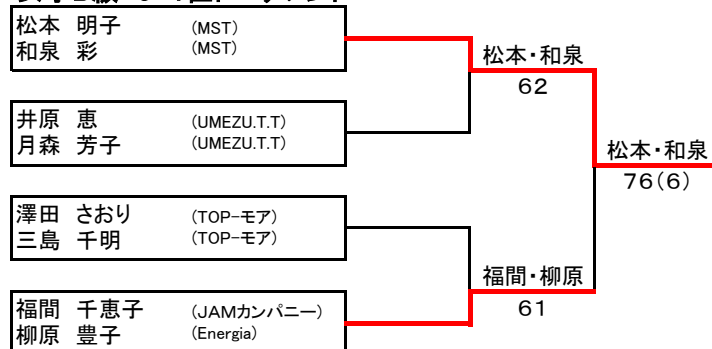 松本 明子 (MST)
和泉 彩 (MST)
松本・和泉
62
井原 恵 (UMEZU.T.T)
月森 芳子 (UMEZU.T.T)
松本・和泉
76(6)
澤田 さおり (TOP-モア)
三島 千明 (TOP-モア)
福間・柳原
61
福間 千恵子 (JAMカンパニー)
柳原 豊子 (Energia)